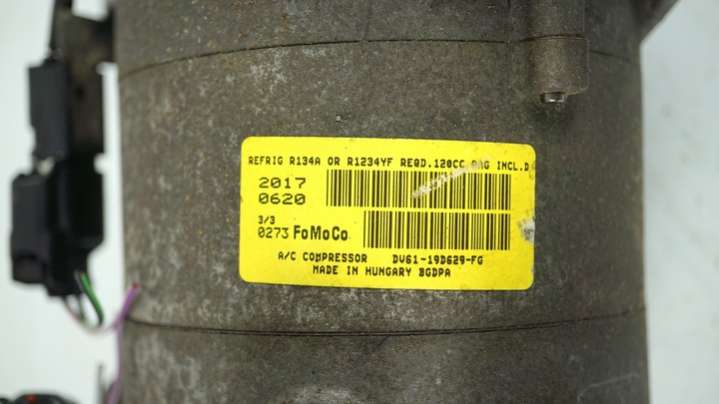 REFRIG R134A OR R1234YF REQD.120CC PAG INCL.D
2017
0620
3/3
0273 FoMoCo
A/C COMPRESSOR DV61-19D629-FG
MADE IN HUNGARY BGDPA